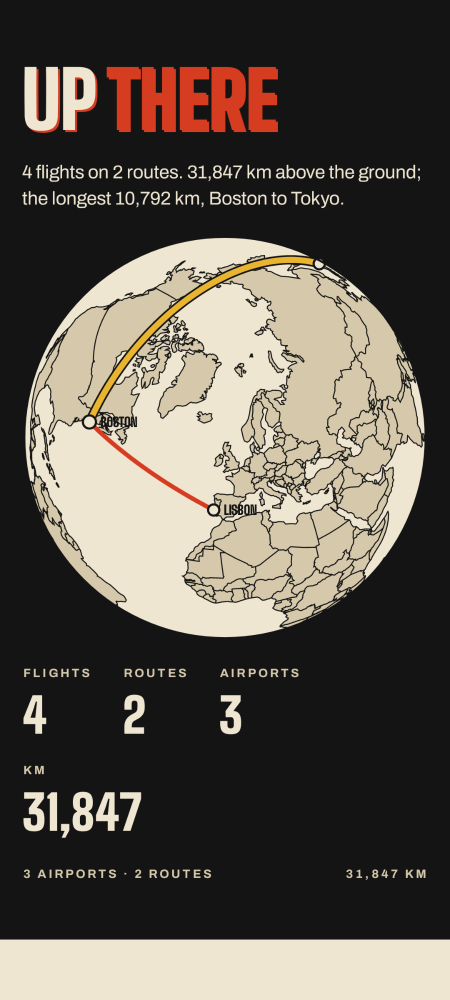 UP THERE
4 flights on 2 routes. 31,847 km above the ground;
the longest 10,792 km, Boston to Tokyo.
BOSTON
LISBON
FLIGHTS ROUTES AIRPORTS
4 2 3
KM
31,847
3 AIRPORTS · 2 ROUTES 31,847 KM